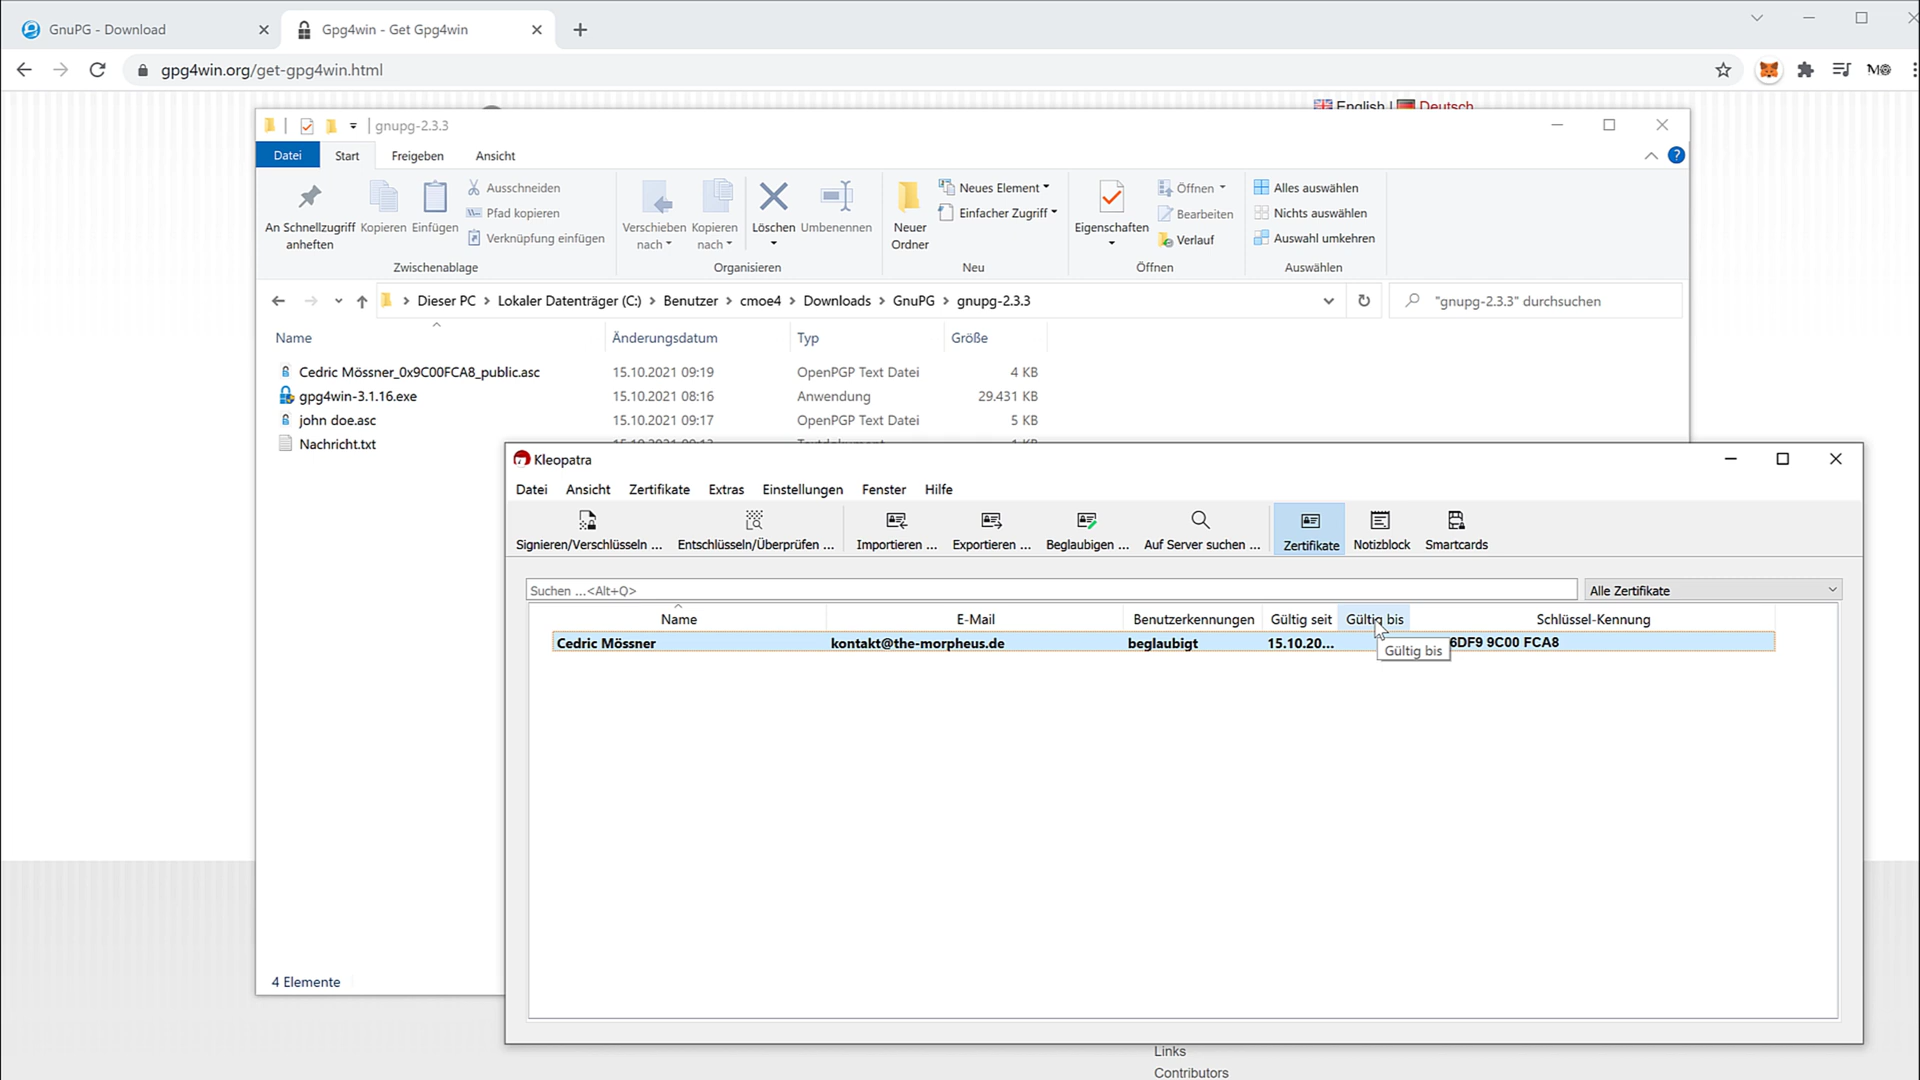 GnuPG - Download
Gpg4win - Get Gpg4win
gpg4win.org/get-gpg4win.html
English | Deutsch
gnupg-2.3.3
Datei Start Freigeben Ansicht
An Schnellzugriff anheften
Kopieren
Einfügen
Ausschneiden
Pfad kopieren
Verknüpfung einfügen
Zwischenablage
Verschieben nach
Kopieren nach
Löschen
Umbenennen
Organisieren
Neuer Ordner
Neues Element
Einfacher Zugriff
Neu
Eigenschaften
Öffnen
Bearbeiten
Verlauf
Öffnen
Alles auswählen
Nichts auswählen
Auswahl umkehren
Auswählen
Dieser PC > Lokaler Datenträger (C:) > Benutzer > cmoe4 > Downloads > GnuPG > gnupg-2.3.3
"gnupg-2.3.3" durchsuchen
Name Änderungsdatum Typ Größe
Cedric Mössner_0x9C00FCA8_public.asc 15.10.2021 09:19 OpenPGP Text Datei 4 KB
gpg4win-3.1.16.exe 15.10.2021 08:16 Anwendung 29.431 KB
john doe.asc 15.10.2021 09:17 OpenPGP Text Datei 5 KB
Nachricht.txt
4 Elemente
Kleopatra
Datei Ansicht Zertifikate Extras Einstellungen Fenster Hilfe
Signieren/Verschlüsseln ... Entschlüsseln/Überprüfen ... Importieren ... Exportieren ... Beglaubigen ... Auf Server suchen ... Zertifikate Notizblock Smartcards
Suchen ...<Alt+Q>
Alle Zertifikate
Name E-Mail Benutzerkennungen Gültig seit Gültig bis Schlüssel-Kennung
Cedric Mössner kontakt@the-morpheus.de beglaubigt 15.10.20... 6DF9 9C00 FCA8
Gültig bis
Links
Contributors